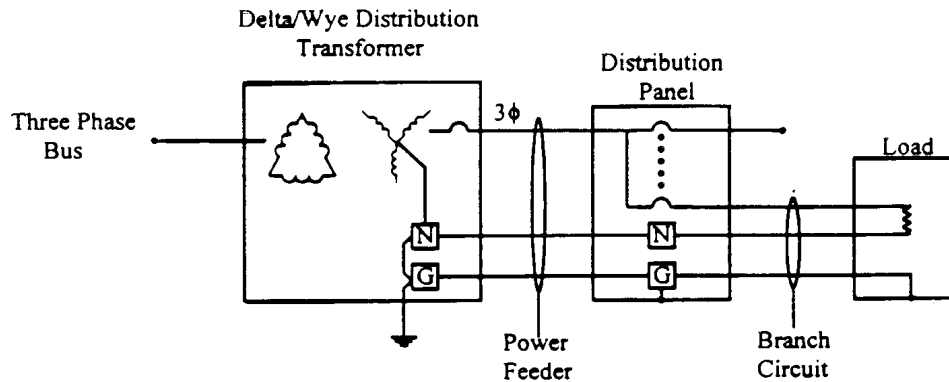 Delta/Wye Distribution
Transformer
Distribution
Panel
Three Phase
Bus
3ϕ
Load
N
N
G
G
Power
Feeder
Branch
Circuit